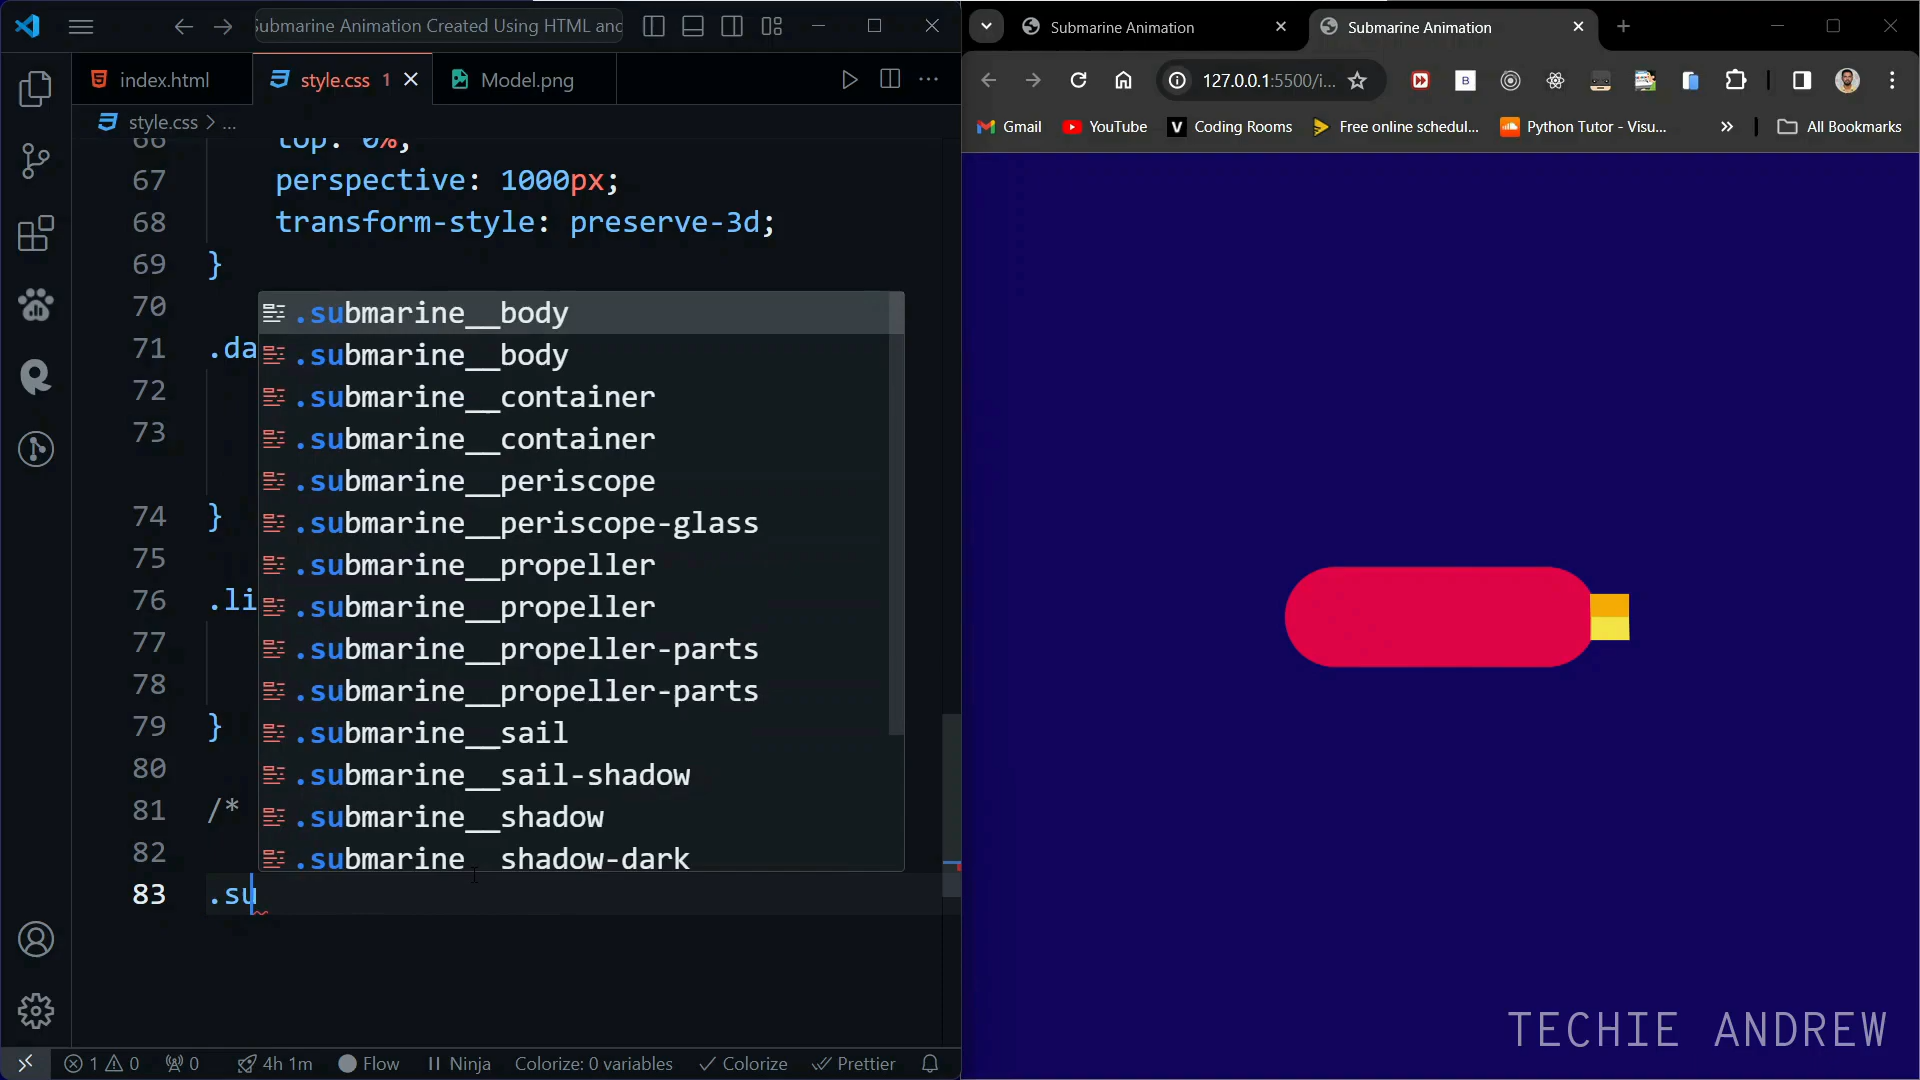 Submarine Animation Created Using HTML and
index.html
style.css 1
Model.png
style.css > ...
66 top: 0%;
67 perspective: 1000px;
68 transform-style: preserve-3d;
69 }
70
71 .da
72
73
74 }
75
76 .li
77
78
79 }
80
81 /*
82
83 .su
.submarine__body
.submarine__body
.submarine__container
.submarine__container
.submarine__periscope
.submarine__periscope-glass
.submarine__propeller
.submarine__propeller
.submarine__propeller-parts
.submarine__propeller-parts
.submarine__sail
.submarine__sail-shadow
.submarine__shadow
.submarine__shadow-dark
1 0 0 4h 1m Flow Ninja Colorize: 0 variables Colorize Prettier
Submarine Animation
Submarine Animation
127.0.0.1:5500/i...
B
Gmail YouTube V Coding Rooms Free online schedul... Python Tutor - Visu... » All Bookmarks
TECHIE ANDREW